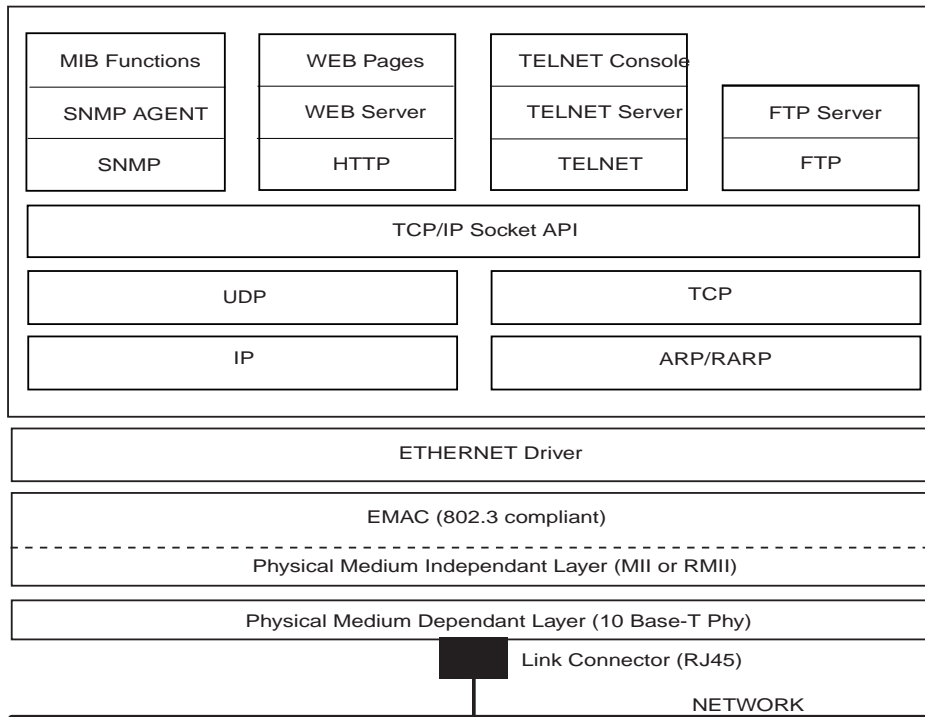 MIB Functions
WEB Pages
TELNET Console
SNMP AGENT
WEB Server
TELNET Server
FTP Server
SNMP
HTTP
TELNET
FTP
TCP/IP Socket API
UDP
TCP
IP
ARP/RARP
ETHERNET Driver
EMAC (802.3 compliant)
Physical Medium Independant Layer (MII or RMII)
Physical Medium Dependant Layer (10 Base-T Phy)
Link Connector (RJ45)
NETWORK